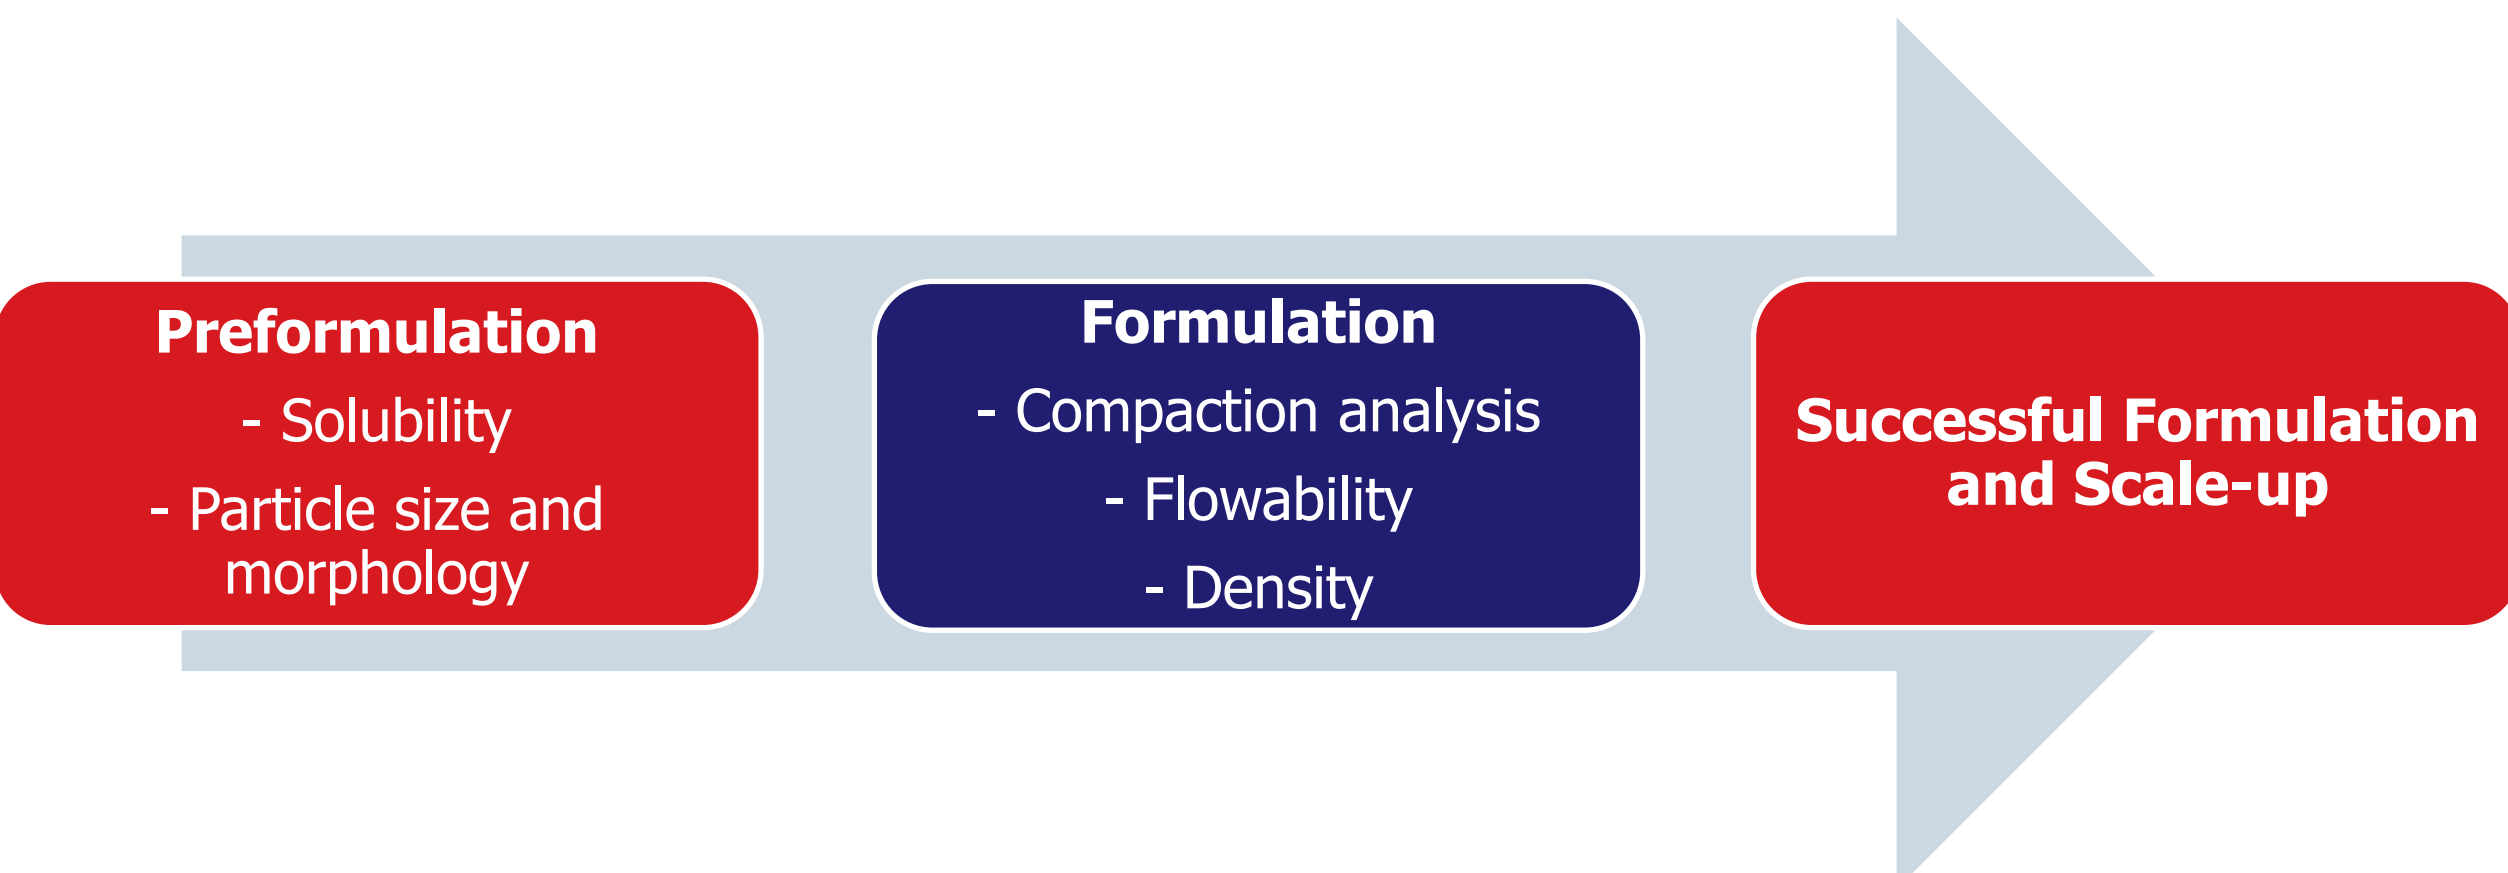 Preformulation
- Solubility
- Particle size and
morphology
Formulation
- Compaction analysis
- Flowability
- Density
Successful Formulation
and Scale-up